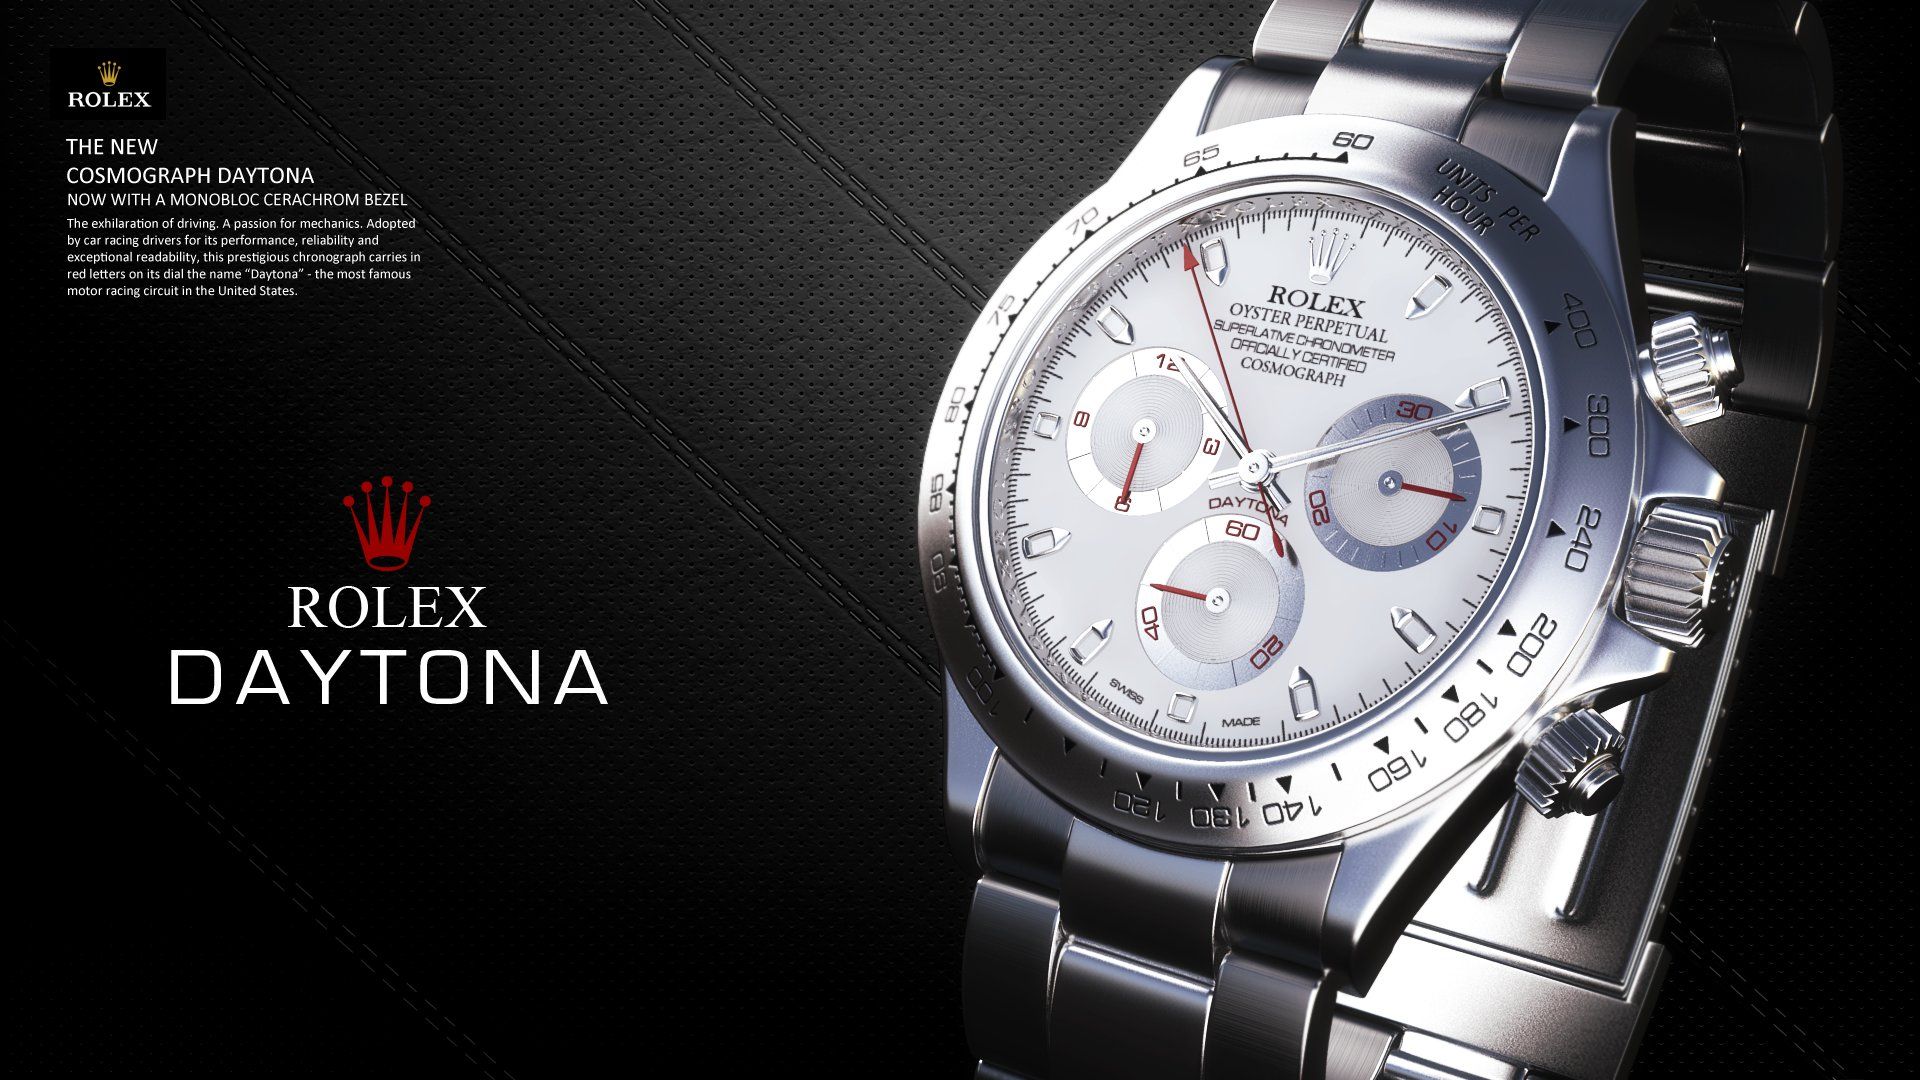 ROLEX
THE NEW
COSMOGRAPH DAYTONA
NOW WITH A MONOBLOC CERACHROM BEZEL
The exhilaration of driving. A passion for mechanics. Adopted
by car racing drivers for its performance, reliability and
exceptional readability, this prestigious chronograph carries in
red letters on its dial the name “Daytona” - the most famous
motor racing circuit in the United States.
ROLEX
DAYTONA
60
65
70
75
80
85
90
100
120
130
140
160
180
200
240
300
400
UNITS PER
HOUR
ROLEX
OYSTER PERPETUAL
SUPERLATIVE CHRONOMETER
OFFICIALLY CERTIFIED
COSMOGRAPH
12
3
6
9
30
10
20
DAYTONA
60
20
40
SWISS
MADE